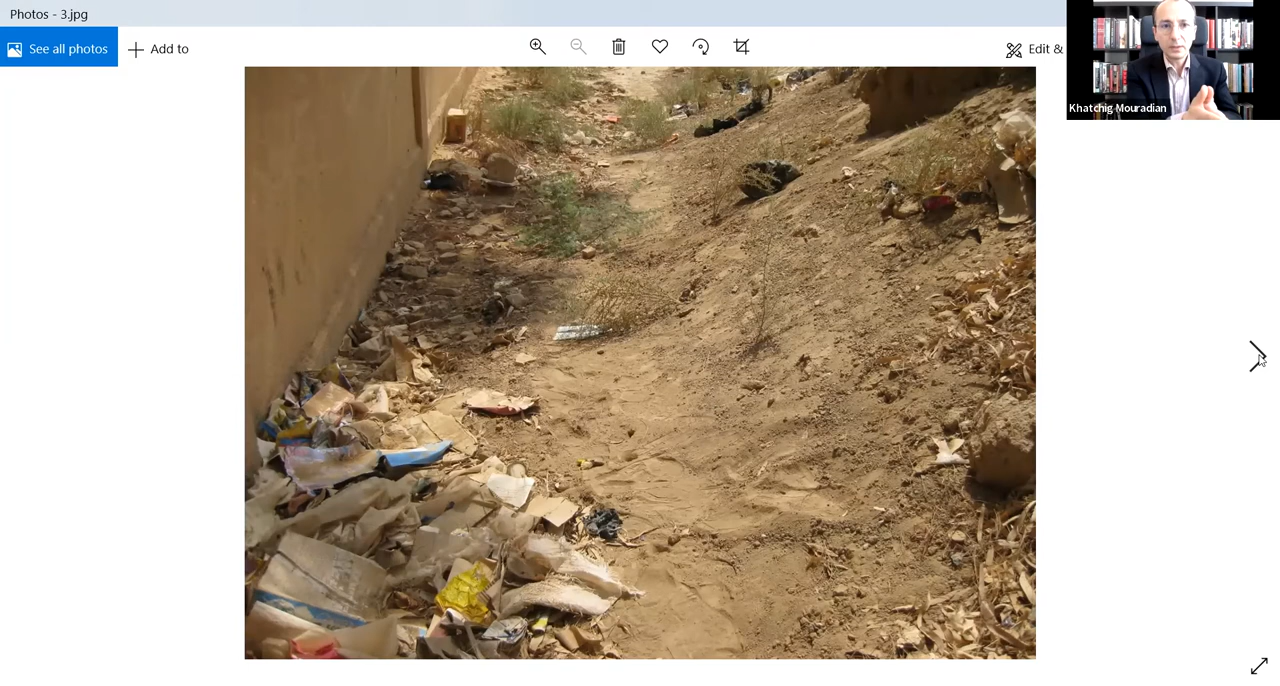 Photos - 3.jpg
See all photos
Add to
Edit &
Khatchig Mouradian